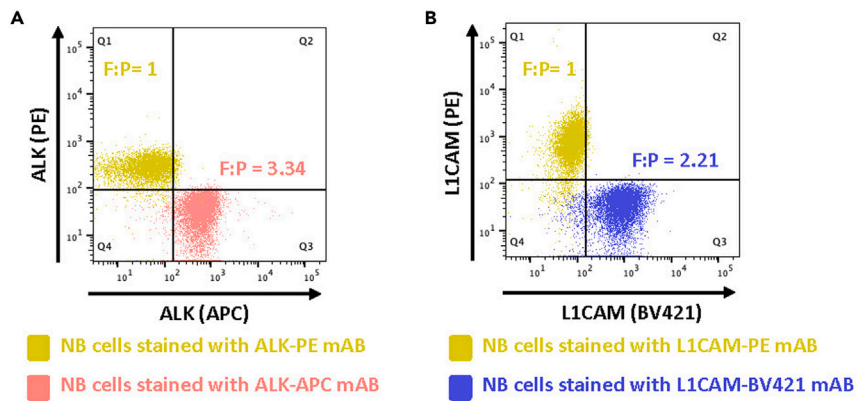 A
Q1
Q2
10⁵
F:P= 1
10⁴
ALK (PE)
10³
F:P = 3.34
10²
10¹
Q4
Q3
10¹ 10² 10³ 10⁴ 10⁵
ALK (APC)
NB cells stained with ALK-PE mAB
NB cells stained with ALK-APC mAB
B
Q1
Q2
10⁵
F:P= 1
10⁴
L1CAM (PE)
10³
F:P = 2.21
10²
10¹
Q4
Q3
10¹ 10² 10³ 10⁴ 10⁵
L1CAM (BV421)
NB cells stained with L1CAM-PE mAB
NB cells stained with L1CAM-BV421 mAB